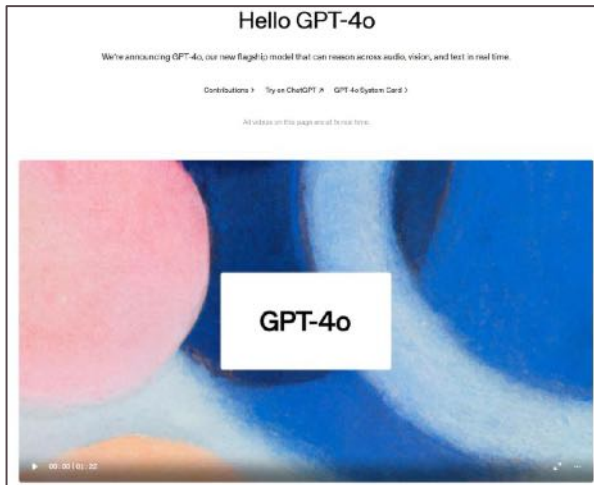 Hello GPT-4o
We're announcing GPT-4o, our new flagship model that can reason across audio, vision, and text in real time.
Contributions > Try on ChatGPT ↗ GPT-4o System Card >
All videos on this page are at 1x real time.
GPT-4o
00:00 | 01:22